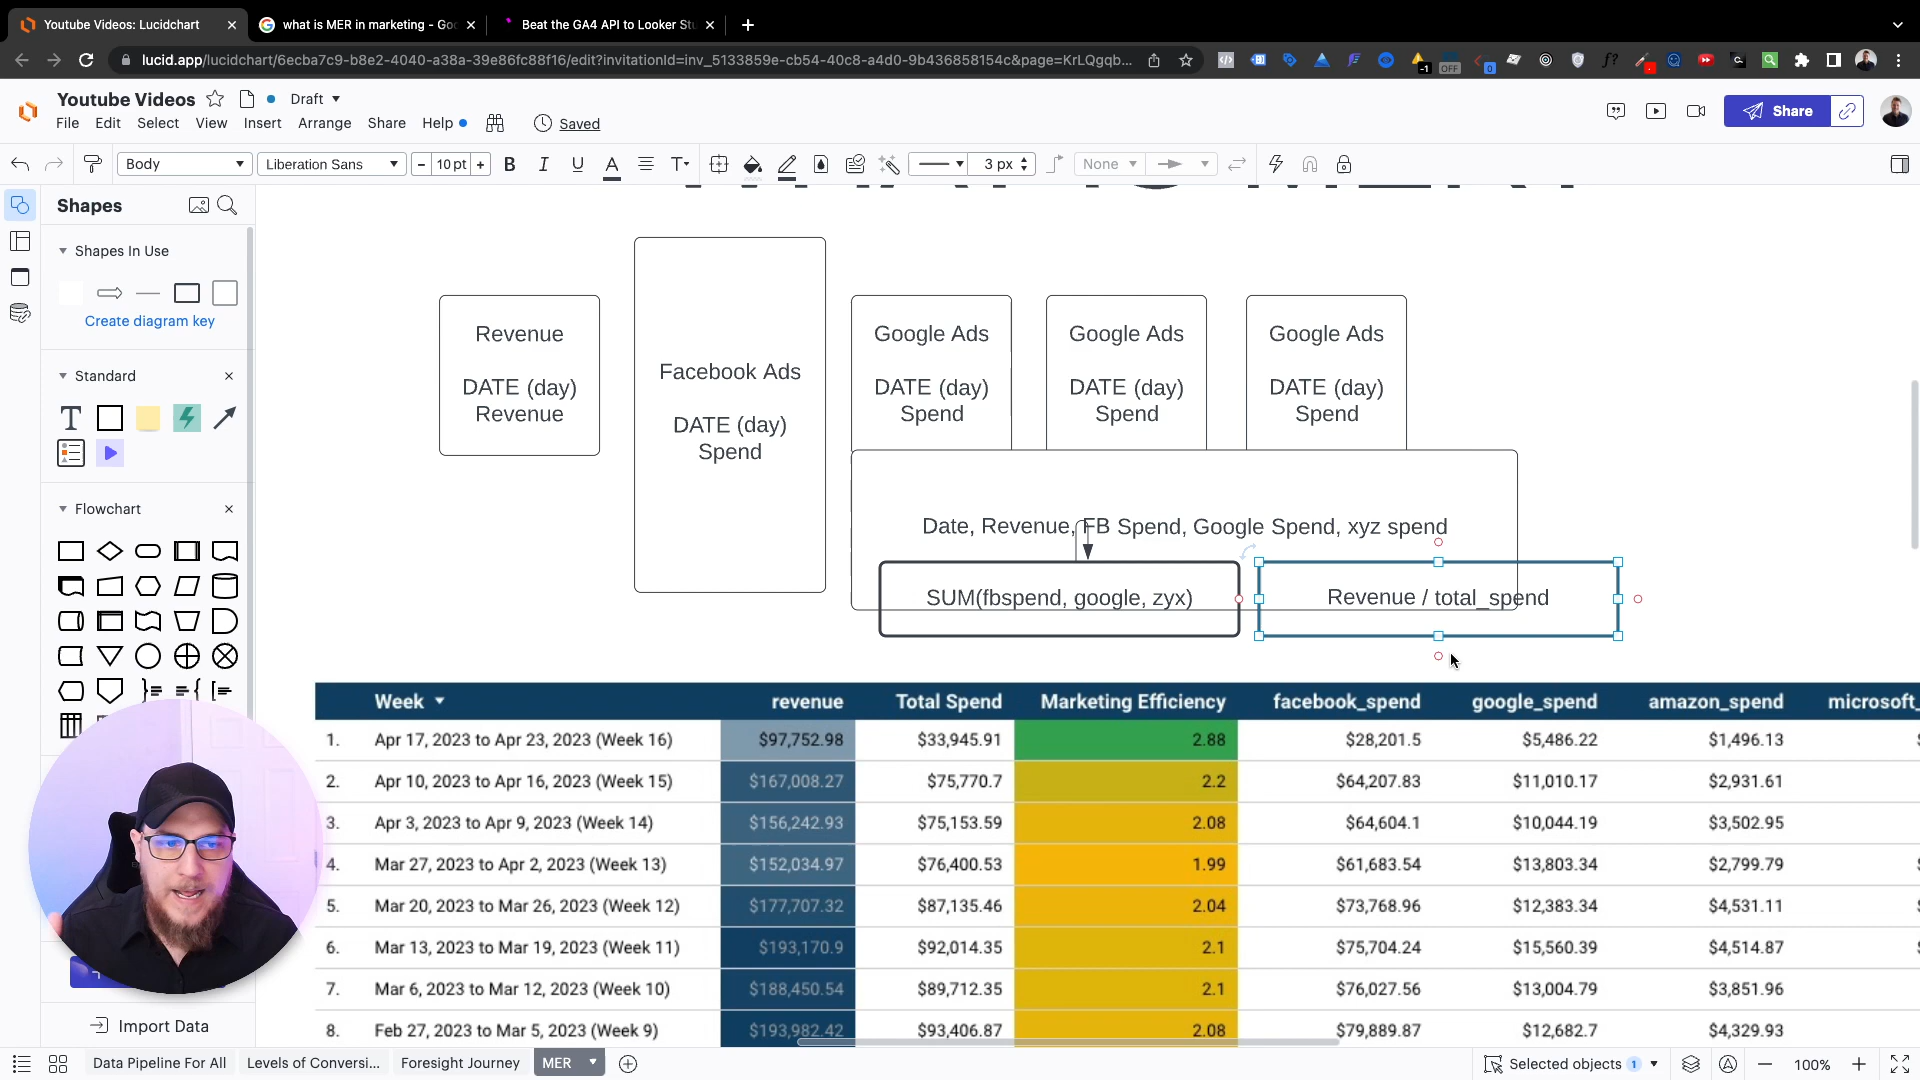 Youtube Videos: Lucidchart
what is MER in marketing - Goo
Beat the GA4 API to Looker Stu
lucid.app/lucidchart/6ecba7c9-b8e2-4040-a38a-39e86fc88f16/edit?invitationId=inv_5133859e-cb54-40c8-a4d0-9b436858154c&page=KrLQgqb...
Youtube Videos
Draft
File Edit Select View Insert Arrange Share Help
Saved
Share
Body
Liberation Sans
- 10 pt +
B I U A T
3 px
None
Shapes
Shapes In Use
Create diagram key
Standard
T
Flowchart
Import Data
Revenue
DATE (day)
Revenue
Facebook Ads
DATE (day)
Spend
Google Ads
DATE (day)
Spend
Google Ads
DATE (day)
Spend
Google Ads
DATE (day)
Spend
Date, Revenue, FB Spend, Google Spend, xyz spend
SUM(fbspend, google, zyx)
Revenue / total_spend
Week revenue Total Spend Marketing Efficiency facebook_spend google_spend amazon_spend microsoft_
1. Apr 17, 2023 to Apr 23, 2023 (Week 16) $97,752.98 $33,945.91 2.88 $28,201.5 $5,486.22 $1,496.13
2. Apr 10, 2023 to Apr 16, 2023 (Week 15) $167,008.27 $75,770.7 2.2 $64,207.83 $11,010.17 $2,931.61
3. Apr 3, 2023 to Apr 9, 2023 (Week 14) $156,242.93 $75,153.59 2.08 $64,604.1 $10,044.19 $3,502.95
4. Mar 27, 2023 to Apr 2, 2023 (Week 13) $152,034.97 $76,400.53 1.99 $61,683.54 $13,803.34 $2,799.79
5. Mar 20, 2023 to Mar 26, 2023 (Week 12) $177,707.32 $87,135.46 2.04 $73,768.96 $12,383.34 $4,531.11
6. Mar 13, 2023 to Mar 19, 2023 (Week 11) $193,170.9 $92,014.35 2.1 $75,704.24 $15,560.39 $4,514.87
7. Mar 6, 2023 to Mar 12, 2023 (Week 10) $188,450.54 $89,712.35 2.1 $76,027.56 $13,004.79 $3,851.96
8. Feb 27, 2023 to Mar 5, 2023 (Week 9) $193,982.42 $93,406.87 2.08 $79,889.87 $12,682.7 $4,329.93
Data Pipeline For All
Levels of Conversi...
Foresight Journey
MER
Selected objects 1
100%